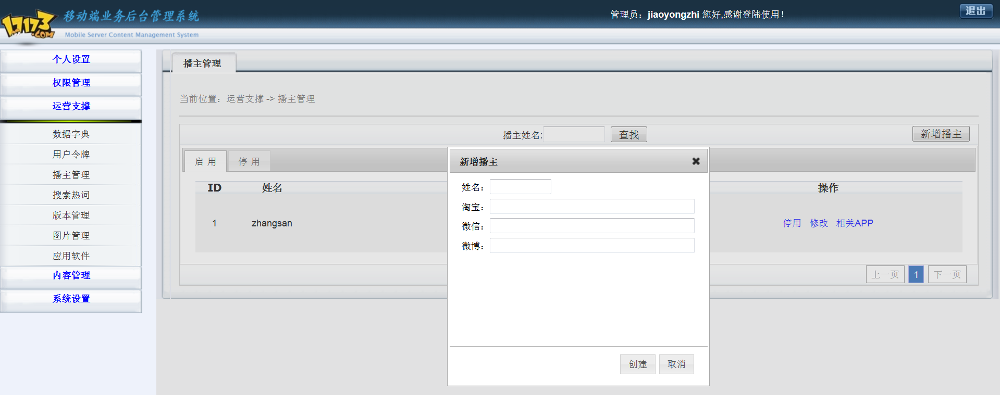 17173.COM
移动端业务后台管理系统
Mobile Server Content Management System
管理员：jiaoyongzhi 您好,感谢登陆使用！
退出
个人设置
权限管理
运营支撑
数据字典
用户令牌
播主管理
搜索热词
版本管理
图片管理
应用软件
内容管理
系统设置
播主管理
当前位置：运营支撑 -> 播主管理
播主姓名: 查找 新增播主
启 用 停 用
ID 姓名 操作
1 zhangsan 停用 修改 相关APP
上一页 1 下一页
新增播主
姓名：
淘宝：
微信：
微博：
创建 取消